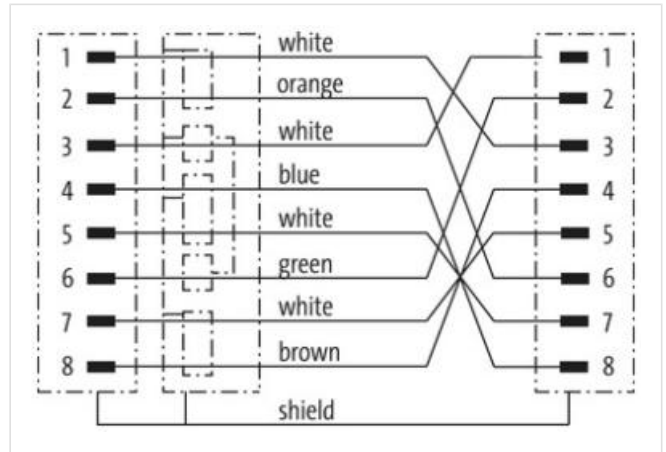 1 white 1
2 orange 2
3 white 3
4 blue 4
5 white 5
6 green 6
7 white 7
8 brown 8
shield